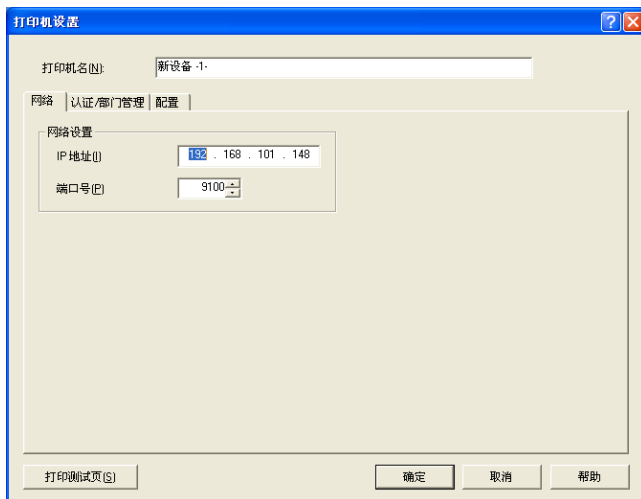 打印机设置
打印机名(N): 新设备 -1-
网络 认证/部门管理 配置
网络设置
IP 地址(I) 192 . 168 . 101 . 148
端口号(P) 9100
打印测试页(S) 确定 取消 帮助